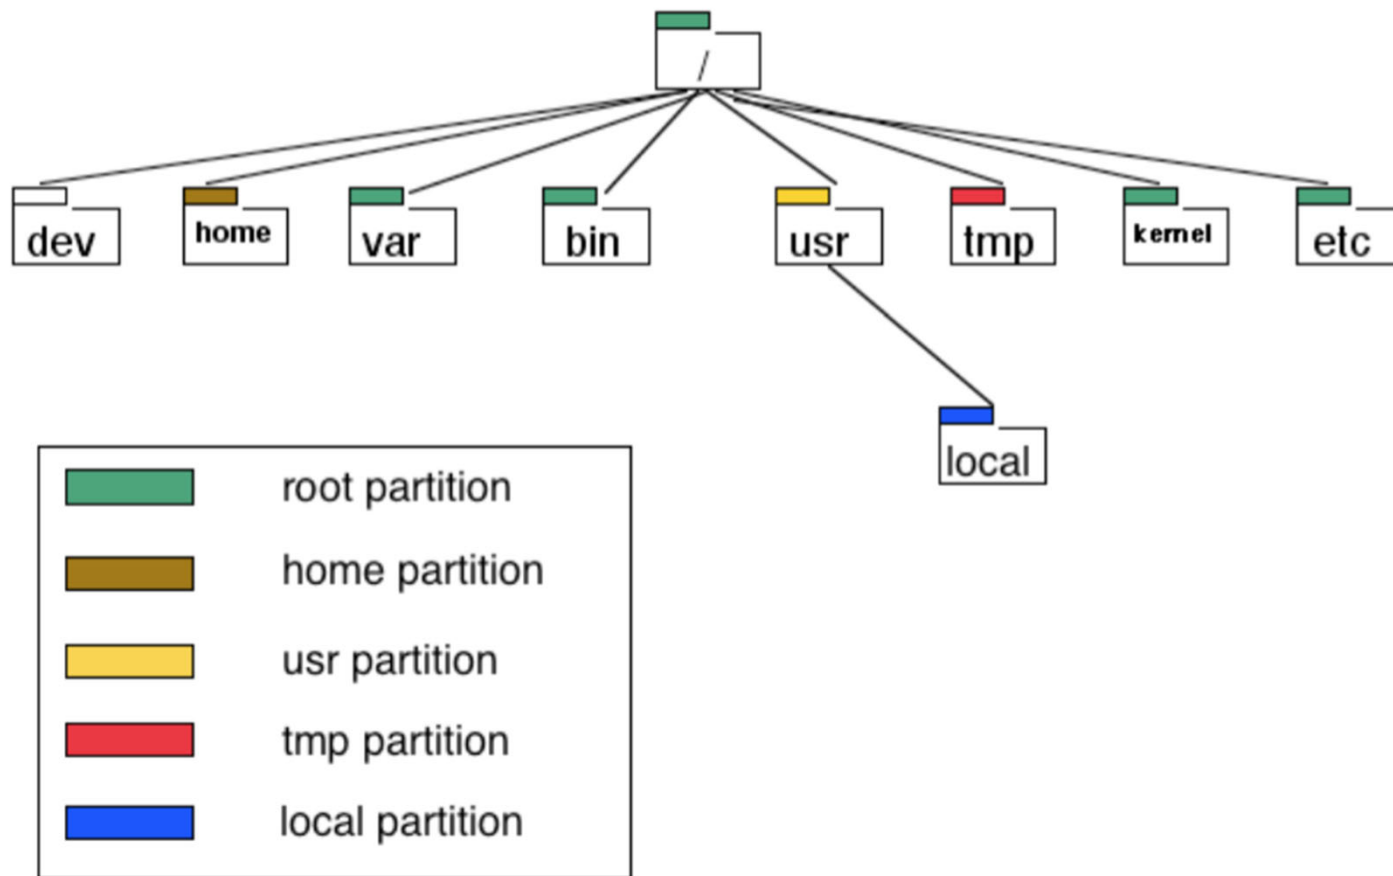 /
dev
home
var
bin
usr
tmp
kernel
etc
local
root partition
home partition
usr partition
tmp partition
local partition